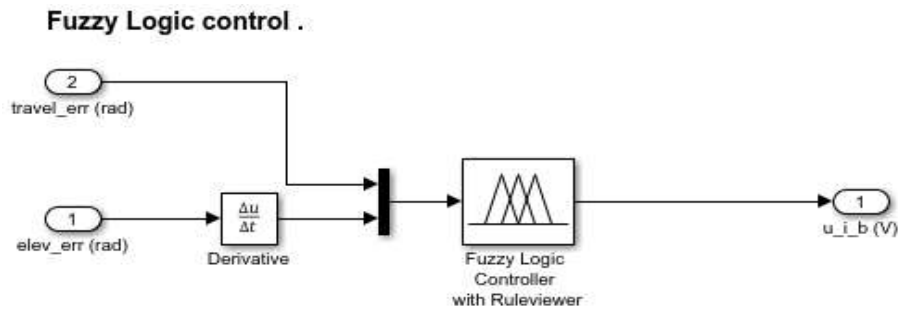 Fuzzy Logic control .
2
travel_err (rad)
1
elev_err (rad)
Δu
Δt
Derivative
Fuzzy Logic
Controller
with Ruleviewer
1
u_i_b (V)